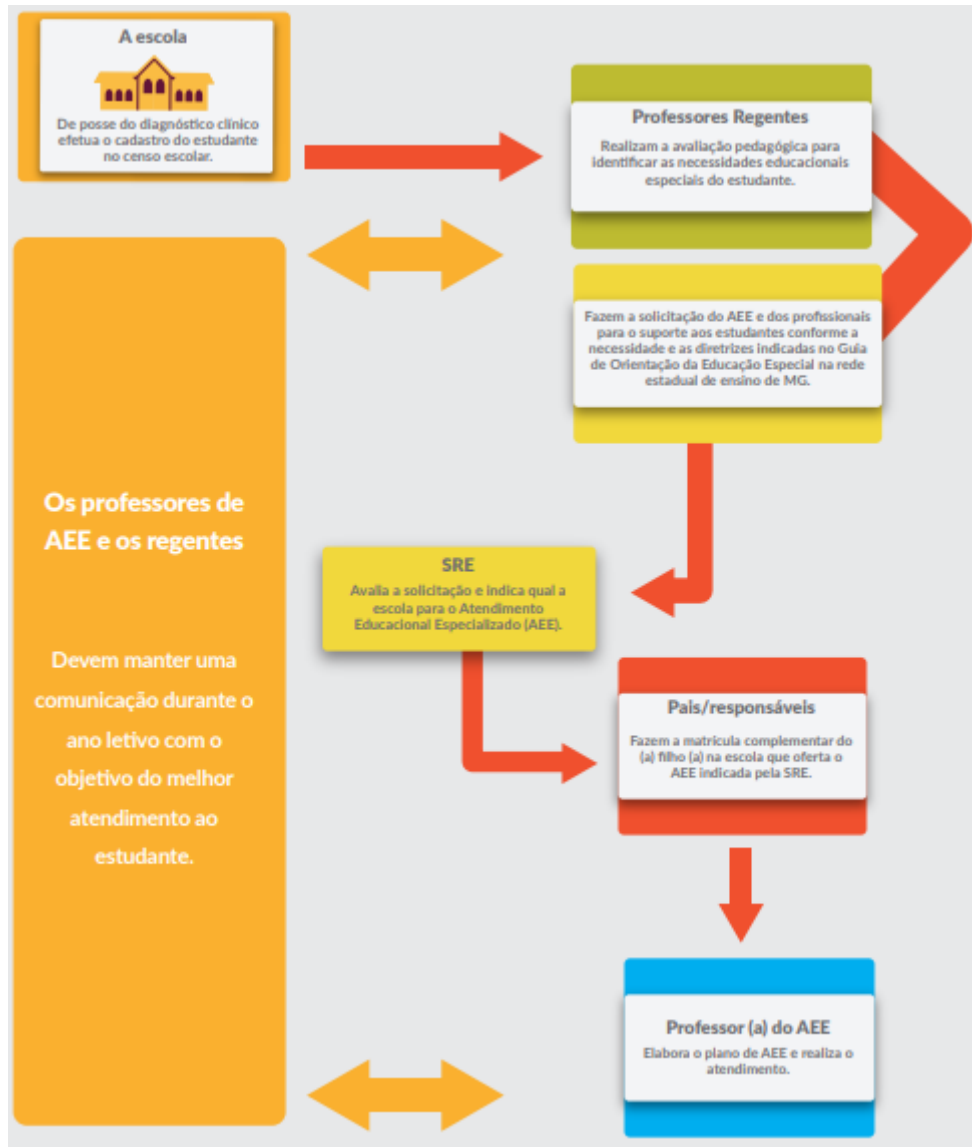 A escola
De posse do diagnóstico clínico
efetua o cadastro do estudante
no censo escolar.
Professores Regentes
Realizam a avaliação pedagógica para
identificar as necessidades educacionais
especiais do estudante.
Fazem a solicitação do AEE e dos profissionais
para o suporte aos estudantes conforme a
necessidade e as diretrizes indicadas no Guia
de Orientação da Educação Especial na rede
estadual de ensino de MG.
Os professores de
AEE e os regentes
Devem manter uma
comunicação durante o
ano letivo com o
objetivo do melhor
atendimento ao
estudante.
SRE
Avalia a solicitação e indica qual a
escola para o Atendimento
Educacional Especializado (AEE).
Pais/responsáveis
Fazem a matrícula complementar do
(a) filho (a) na escola que oferta o
AEE indicada pela SRE.
Professor (a) do AEE
Elabora o plano de AEE e realiza o
atendimento.